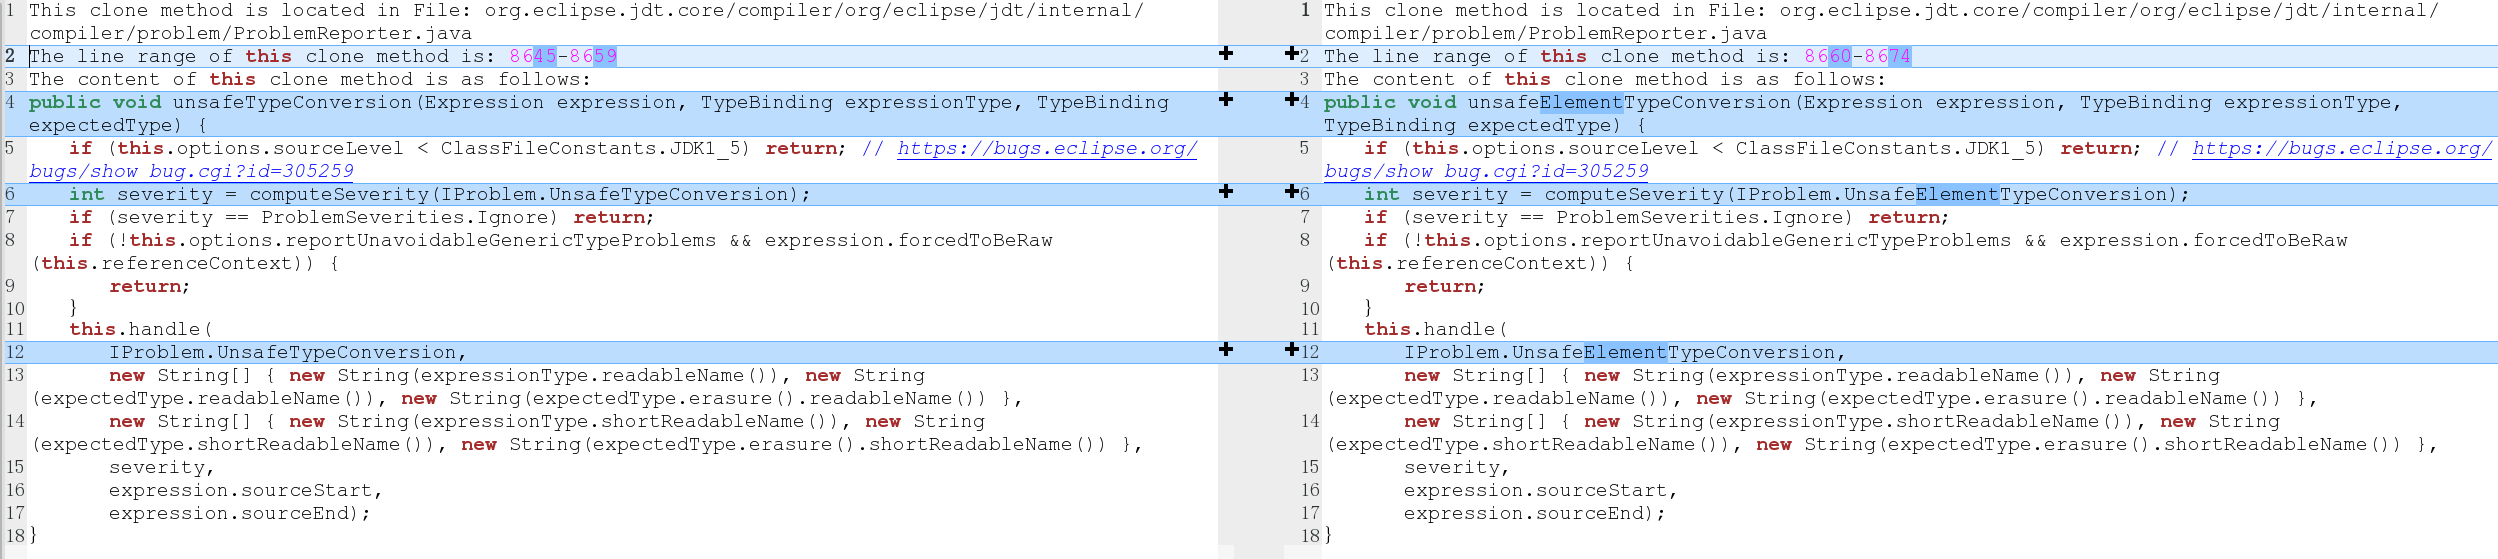 1 This clone method is located in File: org.eclipse.jdt.core/compiler/org/eclipse/jdt/internal/
compiler/problem/ProblemReporter.java
2 The line range of this clone method is: 8645-8659
3 The content of this clone method is as follows:
4 public void unsafeTypeConversion(Expression expression, TypeBinding expressionType, TypeBinding
expectedType) {
5 if (this.options.sourceLevel < ClassFileConstants.JDK1_5) return; // https://bugs.eclipse.org/
bugs/show_bug.cgi?id=305259
6 int severity = computeSeverity(IProblem.UnsafeTypeConversion);
7 if (severity == ProblemSeverities.Ignore) return;
8 if (!this.options.reportUnavoidableGenericTypeProblems && expression.forcedToBeRaw
(this.referenceContext)) {
9 return;
10 }
11 this.handle(
12 IProblem.UnsafeTypeConversion,
13 new String[] { new String(expressionType.readableName()), new String
(expectedType.readableName()), new String(expectedType.erasure().readableName()) },
14 new String[] { new String(expressionType.shortReadableName()), new String
(expectedType.shortReadableName()), new String(expectedType.erasure().shortReadableName()) },
15 severity,
16 expression.sourceStart,
17 expression.sourceEnd);
18 }
1 This clone method is located in File: org.eclipse.jdt.core/compiler/org/eclipse/jdt/internal/
compiler/problem/ProblemReporter.java
2 The line range of this clone method is: 8660-8674
3 The content of this clone method is as follows:
4 public void unsafeElementTypeConversion(Expression expression, TypeBinding expressionType,
TypeBinding expectedType) {
5 if (this.options.sourceLevel < ClassFileConstants.JDK1_5) return; // https://bugs.eclipse.org/
bugs/show_bug.cgi?id=305259
6 int severity = computeSeverity(IProblem.UnsafeElementTypeConversion);
7 if (severity == ProblemSeverities.Ignore) return;
8 if (!this.options.reportUnavoidableGenericTypeProblems && expression.forcedToBeRaw
(this.referenceContext)) {
9 return;
10 }
11 this.handle(
12 IProblem.UnsafeElementTypeConversion,
13 new String[] { new String(expressionType.readableName()), new String
(expectedType.readableName()), new String(expectedType.erasure().readableName()) },
14 new String[] { new String(expressionType.shortReadableName()), new String
(expectedType.shortReadableName()), new String(expectedType.erasure().shortReadableName()) },
15 severity,
16 expression.sourceStart,
17 expression.sourceEnd);
18 }